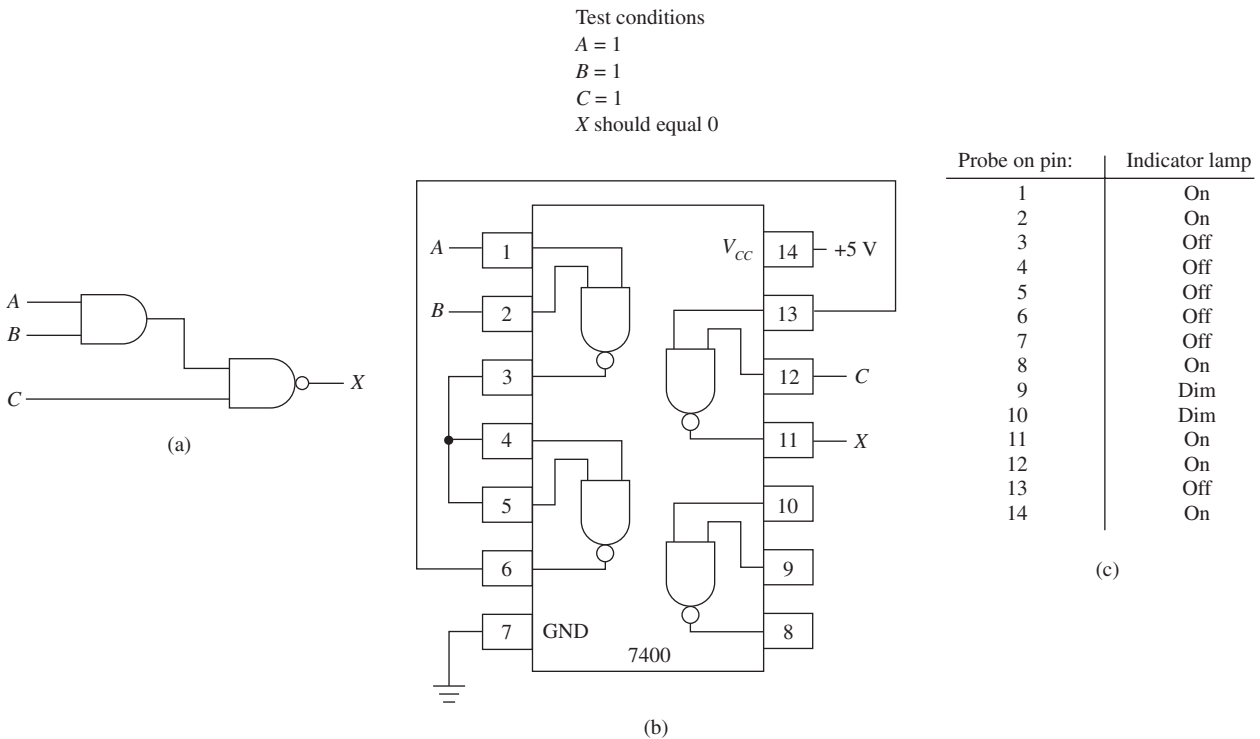 Test conditions
A = 1
B = 1
C = 1
X should equal 0
A
B
C
X
(a)
A
B
1
2
3
4
5
6
7
GND
V_CC
14
+5 V
13
12
C
11
X
10
9
8
7400
(b)
Probe on pin: Indicator lamp
1 On
2 On
3 Off
4 Off
5 Off
6 Off
7 Off
8 On
9 Dim
10 Dim
11 On
12 On
13 Off
14 On
(c)